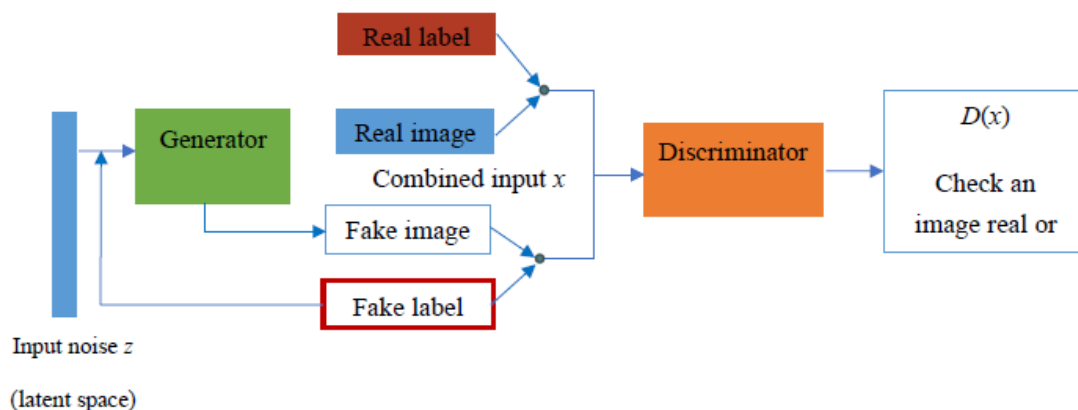 Real label
Generator
Real image
Combined input x
Discriminator
D(x)
Check an
image real or
Fake image
Fake label
Input noise z
(latent space)